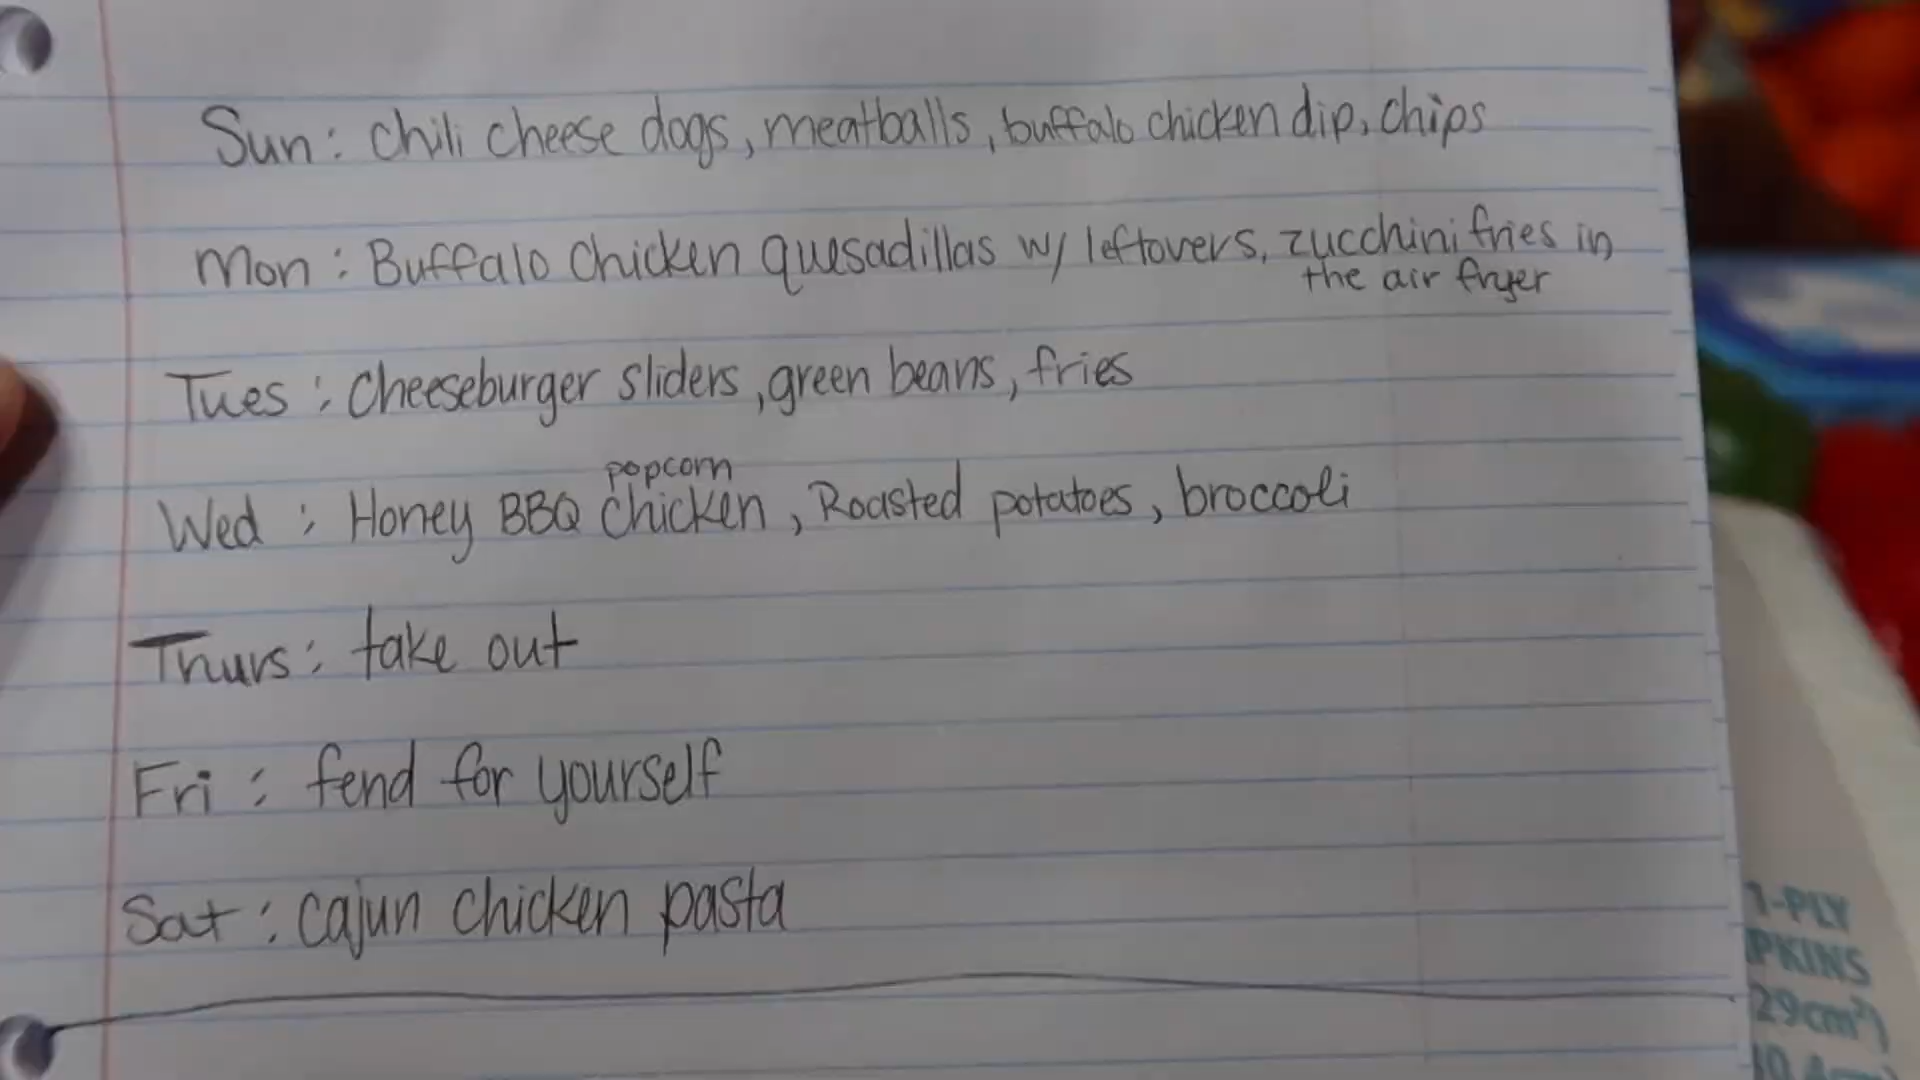 Sun: chili cheese dogs, meatballs, buffalo chicken dip, chips
Mon: Buffalo chicken quesadillas w/ leftovers, zucchini fries in
the air fryer
Tues: Cheeseburger sliders, green beans, fries
popcorn
Wed: Honey BBQ chicken, Roasted potatoes, broccoli
Thurs: take out
Fri: fend for yourself
Sat: cajun chicken pasta
1-PLY
PKINS
29cm²)